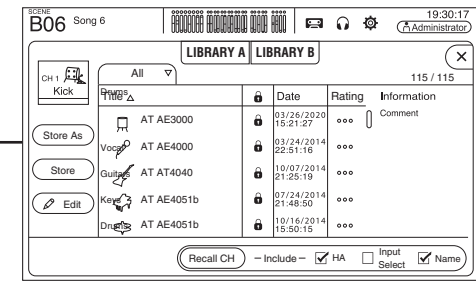 SCENE
B06 Song 6
19:30:17
Administrator
LIBRARY A LIBRARY B
CH 1
Kick
All
115 / 115
Drums
Title Date Rating Information
AT AE3000 03/26/2020 15:21:27 Comment
Vocal AT AE4000 03/24/2014 22:51:16
Guitars AT AT4040 10/07/2014 21:25:19
Keys AT AE4051b 07/24/2014 21:48:50
Drums AT AE4051b 10/16/2014 15:50:15
Store As
Store
Edit
Recall CH – Include – HA Input Select Name